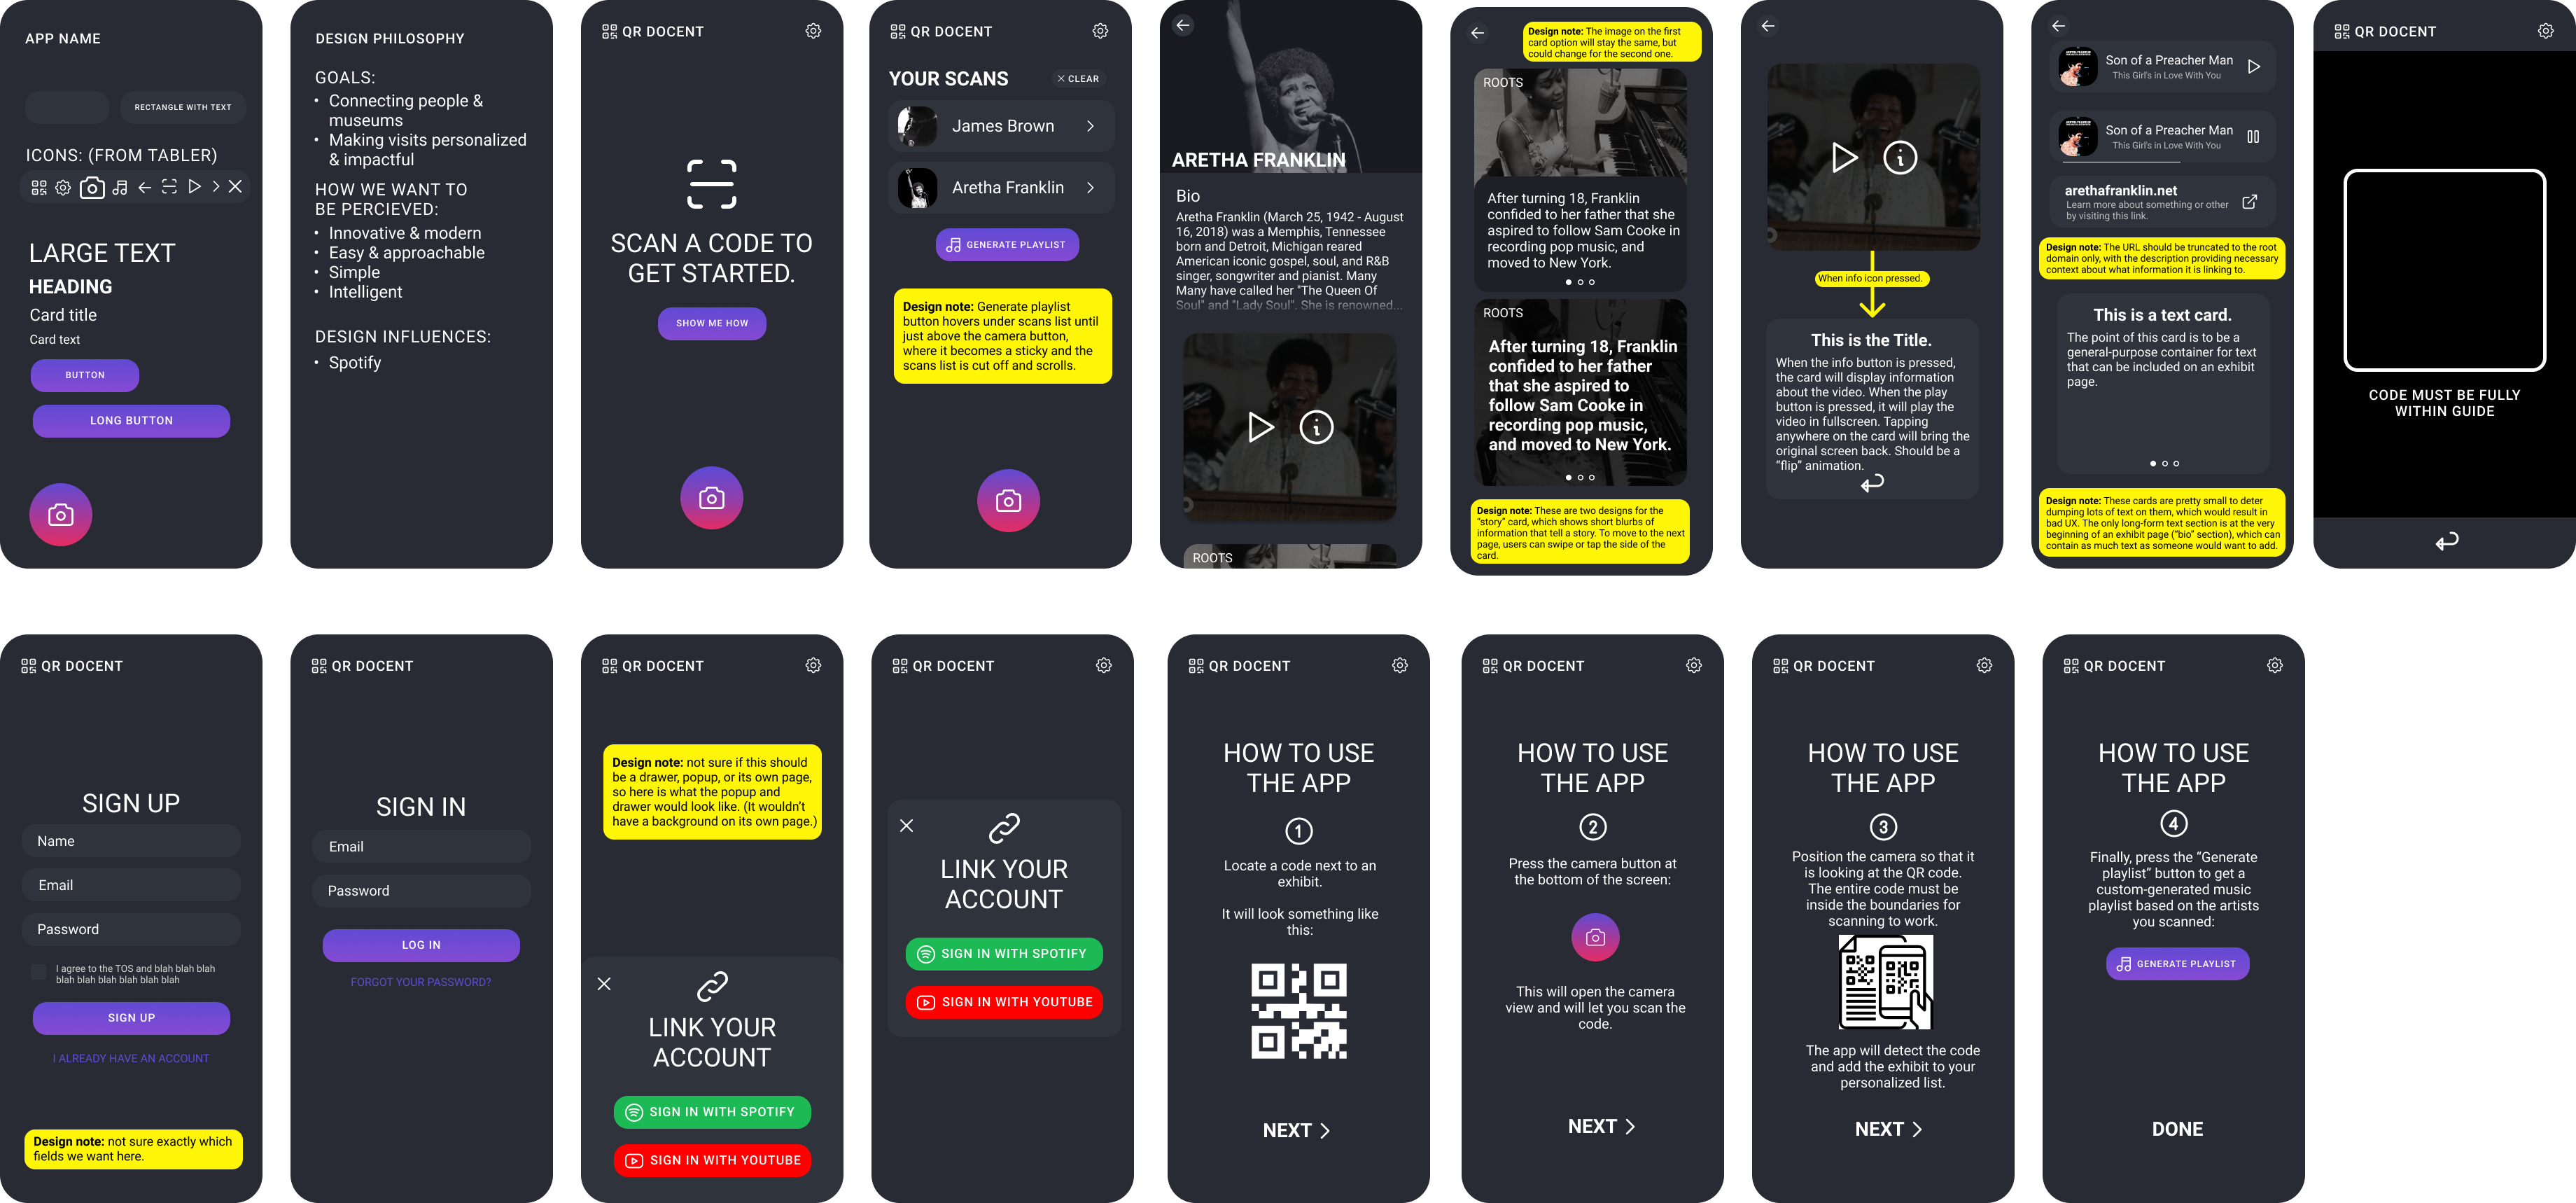 APP NAME
RECTANGLE WITH TEXT
ICONS: (FROM TABLER)
LARGE TEXT
HEADING
Card title
Card text
BUTTON
LONG BUTTON
DESIGN PHILOSOPHY
GOALS:
• Connecting people &
museums
• Making visits personalized
& impactful
HOW WE WANT TO
BE PERCIEVED:
• Innovative & modern
• Easy & approachable
• Simple
• Intelligent
DESIGN INFLUENCES:
• Spotify
QR DOCENT
SCAN A CODE TO
GET STARTED.
SHOW ME HOW
QR DOCENT
YOUR SCANS
CLEAR
James Brown
Aretha Franklin
GENERATE PLAYLIST
Design note: Generate playlist
button hovers under scans list until
just above the camera button,
where it becomes a sticky and the
scans list is cut off and scrolls.
ARETHA FRANKLIN
Bio
Aretha Franklin (March 25, 1942 - August
16, 2018) was a Memphis, Tennessee
born and Detroit, Michigan reared
American iconic gospel, soul, and R&B
singer, songwriter and pianist. Many
Many have called her "The Queen Of
Soul" and "Lady Soul". She is renowned...
ROOTS
Design note: The image on the first
card option will stay the same, but
could change for the second one.
ROOTS
After turning 18, Franklin
confided to her father that she
aspired to follow Sam Cooke in
recording pop music, and
moved to New York.
ROOTS
After turning 18, Franklin
confided to her father
that she aspired to
follow Sam Cooke in
recording pop music,
and moved to New York.
Design note: These are two designs for the
“story” card, which shows short blurbs of
information that tell a story. To move to the next
page, users can swipe or tap the side of the
card.
When info icon pressed.
This is the Title.
When the info button is pressed,
the card will display information
about the video. When the play
button is pressed, it will play the
video in fullscreen. Tapping
anywhere on the card will bring the
original screen back. Should be a
“flip” animation.
Son of a Preacher Man
This Girl's in Love With You
Son of a Preacher Man
This Girl's in Love With You
arethafranklin.net
Learn more about something or other
by visiting this link.
Design note: The URL should be truncated to the root
domain only, with the description providing necessary
context about what information it is linking to.
This is a text card.
The point of this card is to be a
general-purpose container for text
that can be included on an exhibit
page.
Design note: These cards are pretty small to deter
dumping lots of text on them, which would result in
bad UX. The only long-form text section is at the very
beginning of an exhibit page (“bio” section), which can
contain as much text as someone would want to add.
QR DOCENT
CODE MUST BE FULLY
WITHIN GUIDE
QR DOCENT
SIGN UP
Name
Email
Password
I agree to the TOS and blah blah blah
blah blah blah blah blah blah
SIGN UP
I ALREADY HAVE AN ACCOUNT
Design note: not sure exactly which
fields we want here.
QR DOCENT
SIGN IN
Email
Password
LOG IN
FORGOT YOUR PASSWORD?
QR DOCENT
Design note: not sure if this should
be a drawer, popup, or its own page,
so here is what the popup and
drawer would look like. (It wouldn’t
have a background on its own page.)
LINK YOUR
ACCOUNT
SIGN IN WITH SPOTIFY
SIGN IN WITH YOUTUBE
QR DOCENT
LINK YOUR
ACCOUNT
SIGN IN WITH SPOTIFY
SIGN IN WITH YOUTUBE
QR DOCENT
HOW TO USE
THE APP
1
Locate a code next to an
exhibit.
It will look something like
this:
NEXT
QR DOCENT
HOW TO USE
THE APP
2
Press the camera button at
the bottom of the screen:
This will open the camera
view and will let you scan the
code.
NEXT
QR DOCENT
HOW TO USE
THE APP
3
Position the camera so that it
is looking at the QR code.
The entire code must be
inside the boundaries for
scanning to work.
The app will detect the code
and add the exhibit to your
personalized list.
NEXT
QR DOCENT
HOW TO USE
THE APP
4
Finally, press the “Generate
playlist” button to get a
custom-generated music
playlist based on the artists
you scanned:
GENERATE PLAYLIST
DONE